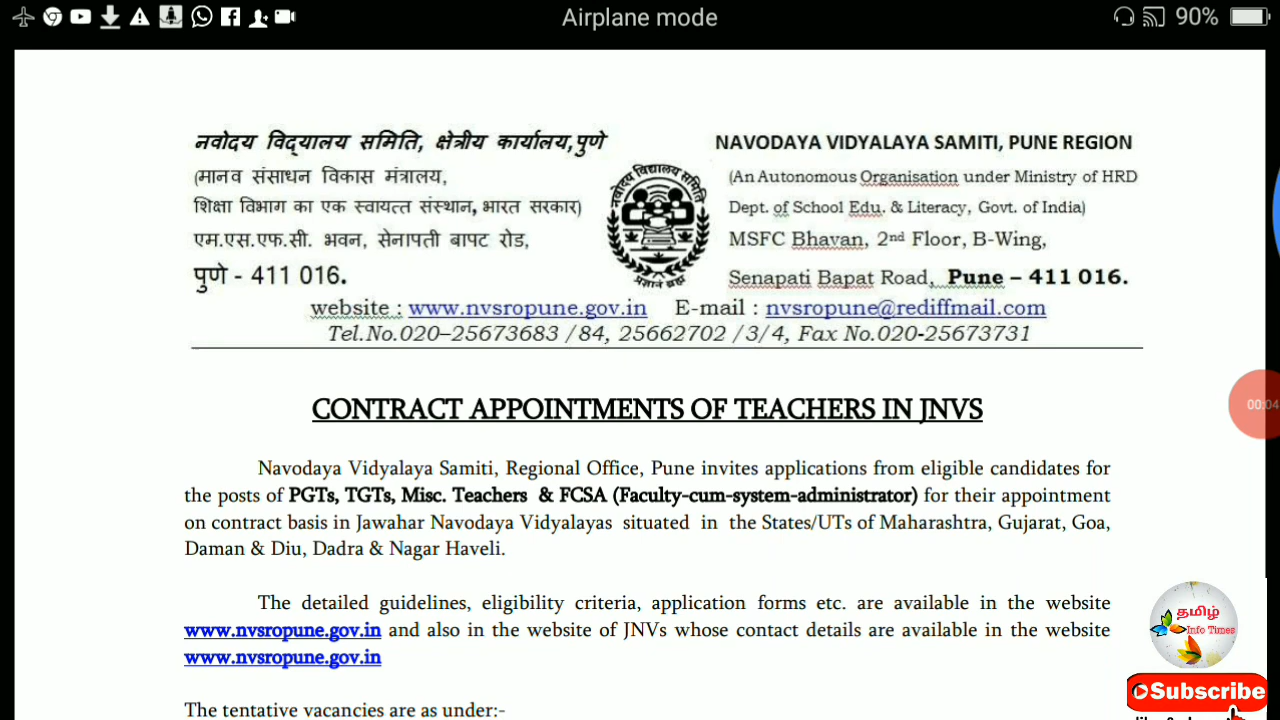 Airplane mode
90%
नवोदय विद्यालय समिति, क्षेत्रीय कार्यालय,पुणे
(मानव संसाधन विकास मंत्रालय,
शिक्षा विभाग का एक स्वायत्त संस्थान, भारत सरकार)
एम.एस.एफ.सी. भवन, सेनापती बापट रोड,
पुणे - 411 016.
नवोदय विद्यालय समिति
प्रज्ञानं ब्रह्म
NAVODAYA VIDYALAYA SAMITI, PUNE REGION
(An Autonomous Organisation under Ministry of HRD
Dept. of School Edu. & Literacy, Govt. of India)
MSFC Bhavan, 2nd Floor, B-Wing,
Senapati Bapat Road, Pune – 411 016.
website : www.nvsropune.gov.in E-mail : nvsropune@rediffmail.com
Tel.No.020–25673683 /84, 25662702 /3/4, Fax No.020-25673731
CONTRACT APPOINTMENTS OF TEACHERS IN JNVS
00:04
Navodaya Vidyalaya Samiti, Regional Office, Pune invites applications from eligible candidates for
the posts of PGTs, TGTs, Misc. Teachers & FCSA (Faculty-cum-system-administrator) for their appointment
on contract basis in Jawahar Navodaya Vidyalayas situated in the States/UTs of Maharashtra, Gujarat, Goa,
Daman & Diu, Dadra & Nagar Haveli.
The detailed guidelines, eligibility criteria, application forms etc. are available in the website
www.nvsropune.gov.in and also in the website of JNVs whose contact details are available in the website
www.nvsropune.gov.in
The tentative vacancies are as under:-
தமிழ்
Info Times
Subscribe